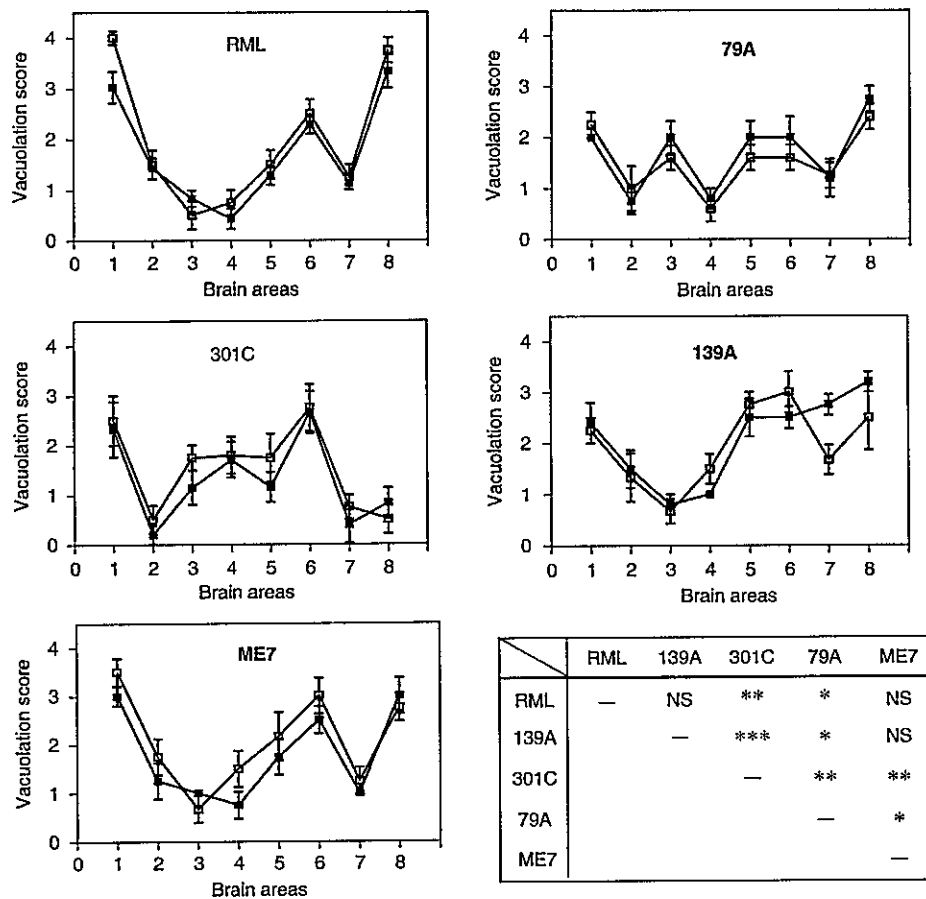 RML
Vacuolation score
4
3
2
1
0
0 1 2 3 4 5 6 7 8
Brain areas
79A
Vacuolation score
4
3
2
1
0
0 1 2 3 4 5 6 7 8
Brain areas
301C
Vacuolation score
4
3
2
1
0
0 1 2 3 4 5 6 7 8
Brain areas
139A
Vacuolation score
4
3
2
1
0
0 1 2 3 4 5 6 7 8
Brain areas
ME7
Vacuolation score
4
3
2
1
0
0 1 2 3 4 5 6 7 8
Brain areas
RML 139A 301C 79A ME7
RML — NS ** * NS
139A — *** * NS
301C — ** **
79A — *
ME7 —